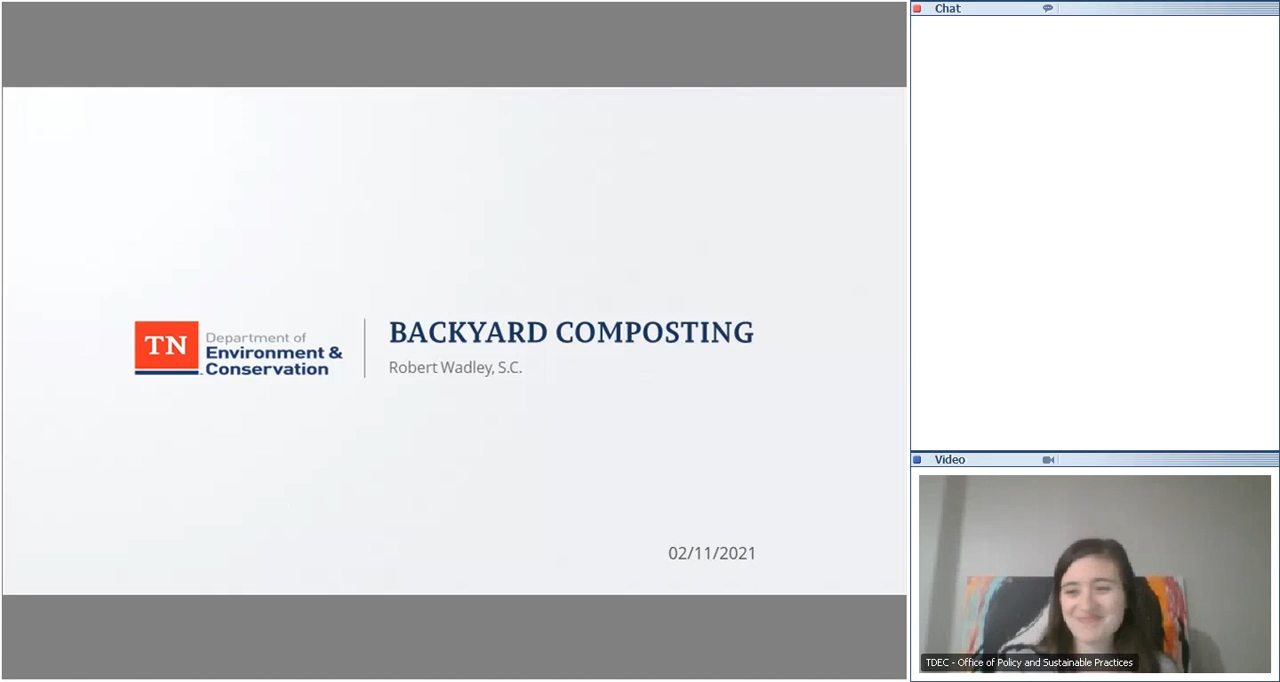 TN
Department of
Environment &
Conservation
BACKYARD COMPOSTING
Robert Wadley, S.C.
02/11/2021
Chat
Video
TDEC - Office of Policy and Sustainable Practices